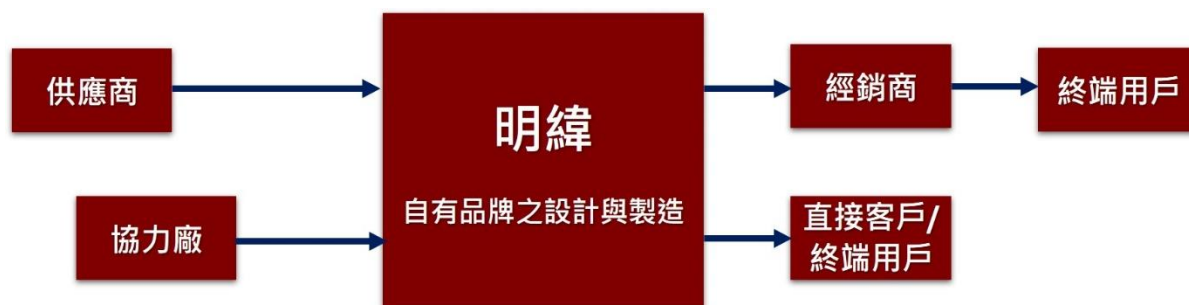 供應商
協力廠
明緯
自有品牌之設計與製造
經銷商
終端用戶
直接客戶/
終端用戶